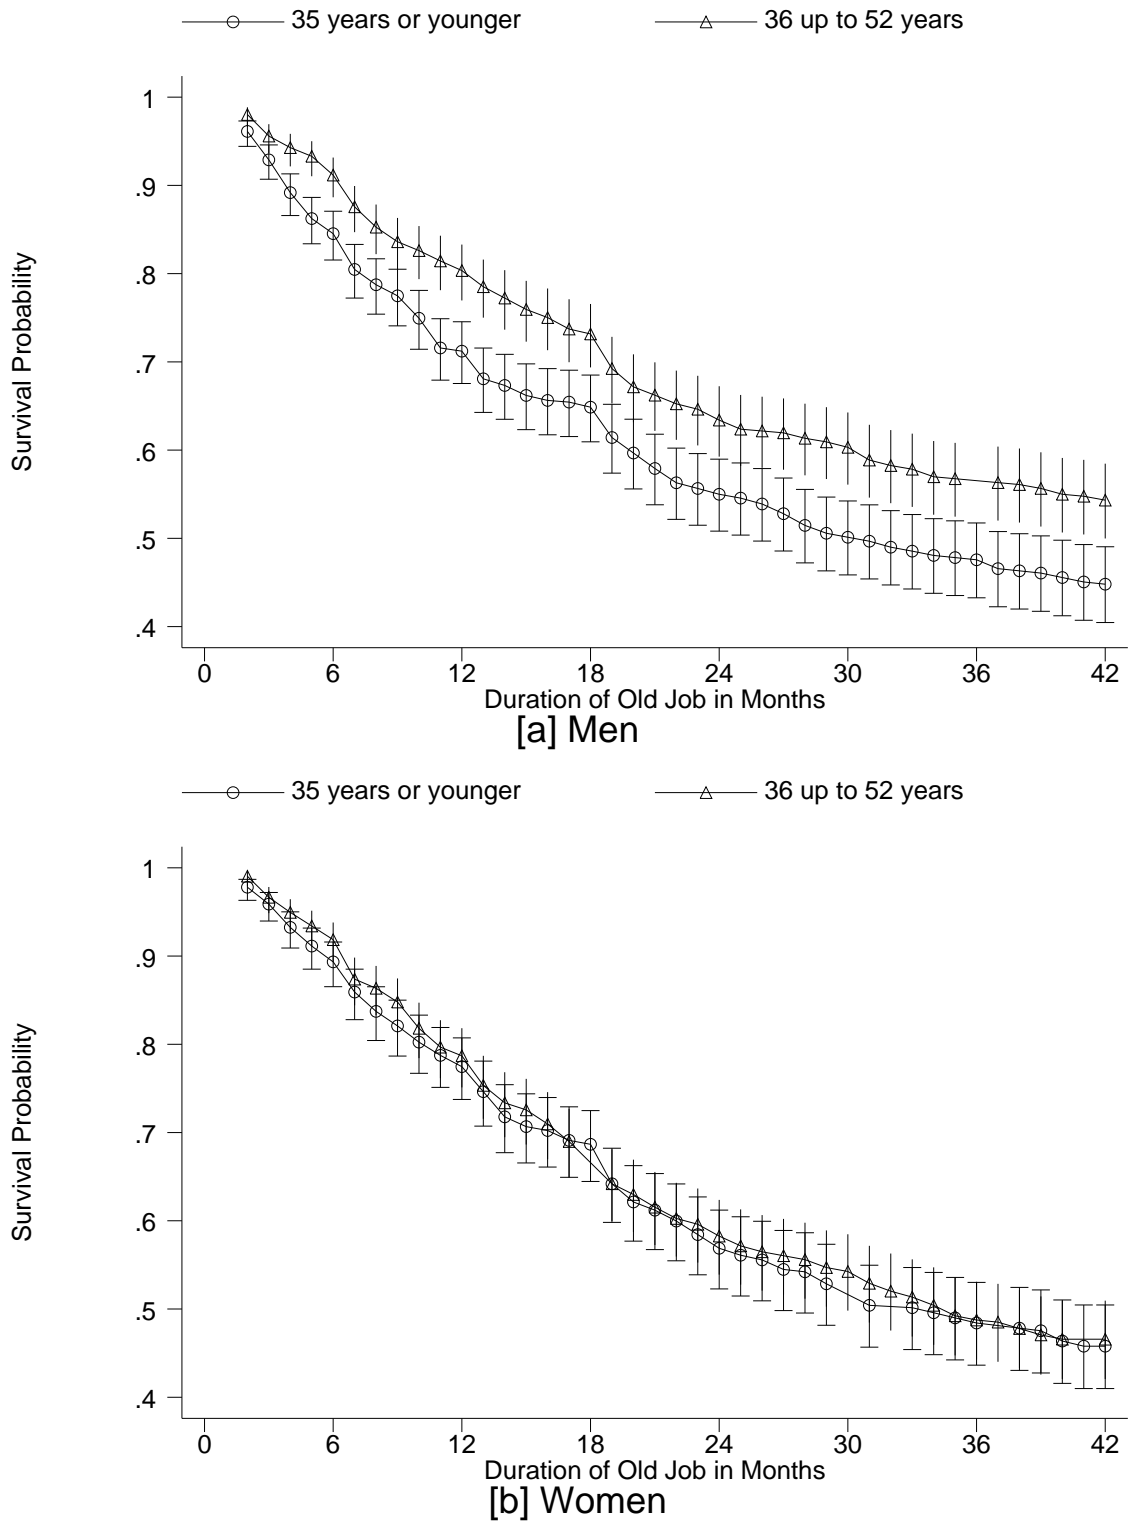 35 years or younger 36 up to 52 years
Survival Probability
1
.9
.8
.7
.6
.5
.4
0 6 12 18 24 30 36 42
Duration of Old Job in Months
[a] Men
35 years or younger 36 up to 52 years
Survival Probability
1
.9
.8
.7
.6
.5
.4
0 6 12 18 24 30 36 42
Duration of Old Job in Months
[b] Women